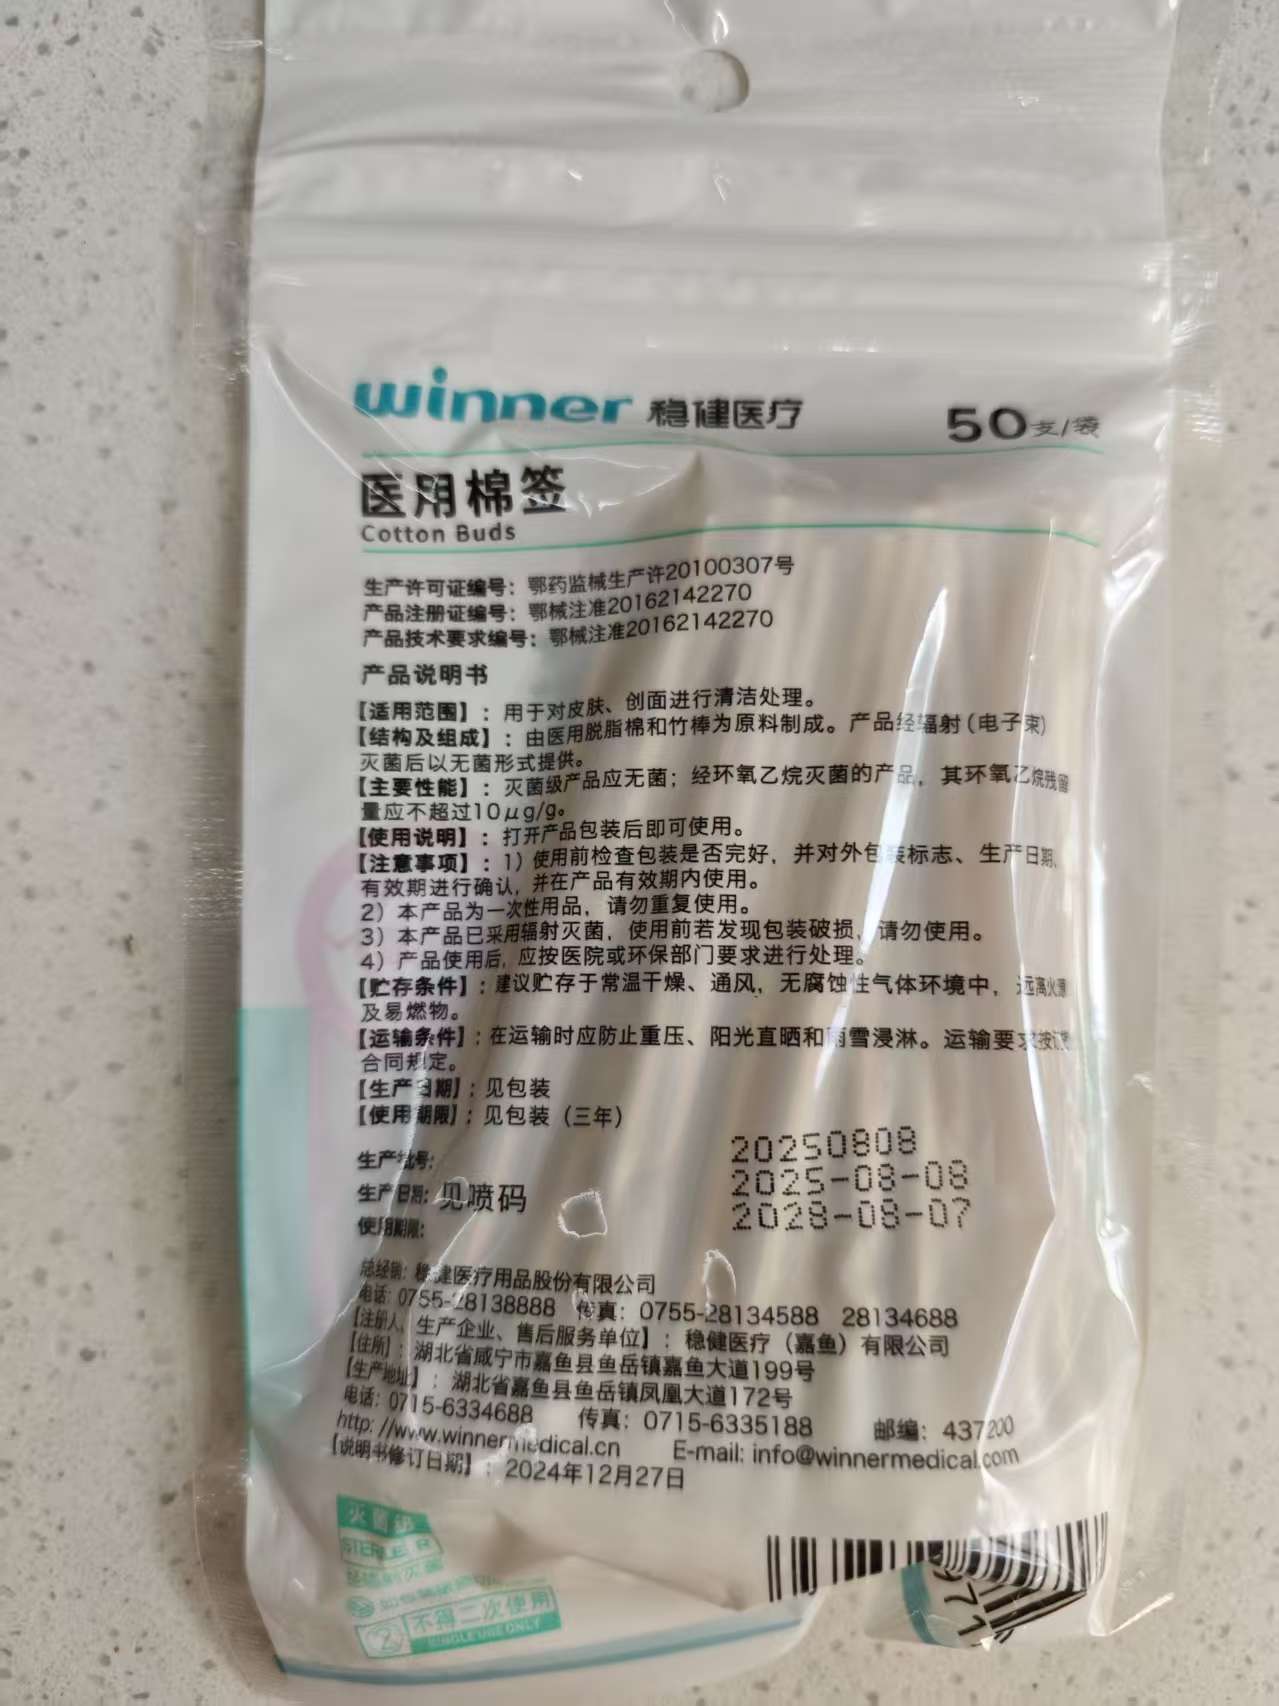 winner 稳健医疗 50支/袋
医用棉签
Cotton Buds
生产许可证编号：鄂药监械生产许20100307号
产品注册证编号：鄂械注准20162142270
产品技术要求编号：鄂械注准20162142270
产品说明书
【适用范围】：用于对皮肤、创面进行清洁处理。
【结构及组成】：由医用脱脂棉和竹棒为原料制成。产品经辐射（电子束）
灭菌后以无菌形式提供。
【主要性能】：灭菌级产品应无菌；经环氧乙烷灭菌的产品，其环氧乙烷残留
量应不超过10μg/g。
【使用说明】：打开产品包装后即可使用。
【注意事项】：1）使用前检查包装是否完好，并对外包装标志、生产日期、
有效期进行确认，并在产品有效期内使用。
2）本产品为一次性用品，请勿重复使用。
3）本产品已采用辐射灭菌，使用前若发现包装破损，请勿使用。
4）产品使用后，应按医院或环保部门要求进行处理。
【贮存条件】：建议贮存于常温干燥、通风，无腐蚀性气体环境中，远离火源
及易燃物。
【运输条件】：在运输时应防止重压、阳光直晒和雨雪浸淋。运输要求按订货
合同规定。
【生产日期】：见包装
【使用期限】：见包装（三年）
生产批号： 20250808
生产日期：见喷码 2025-08-08
使用期限： 2028-08-07
总经销：稳健医疗用品股份有限公司
电话：0755-28138888 传真：0755-28134588 28134688
【注册人、生产企业、售后服务单位】：稳健医疗（嘉鱼）有限公司
【住所】：湖北省咸宁市嘉鱼县鱼岳镇嘉鱼大道199号
【生产地址】：湖北省嘉鱼县鱼岳镇凤凰大道172号
电话：0715-6334688 传真：0715-6335188 邮编：437200
http://www.winnermedical.cn E-mail: info@winnermedical.com
【说明书修订日期】：2024年12月27日
灭菌级
STERILE R
经辐射灭菌
不得二次使用
SINGLE USE ONLY